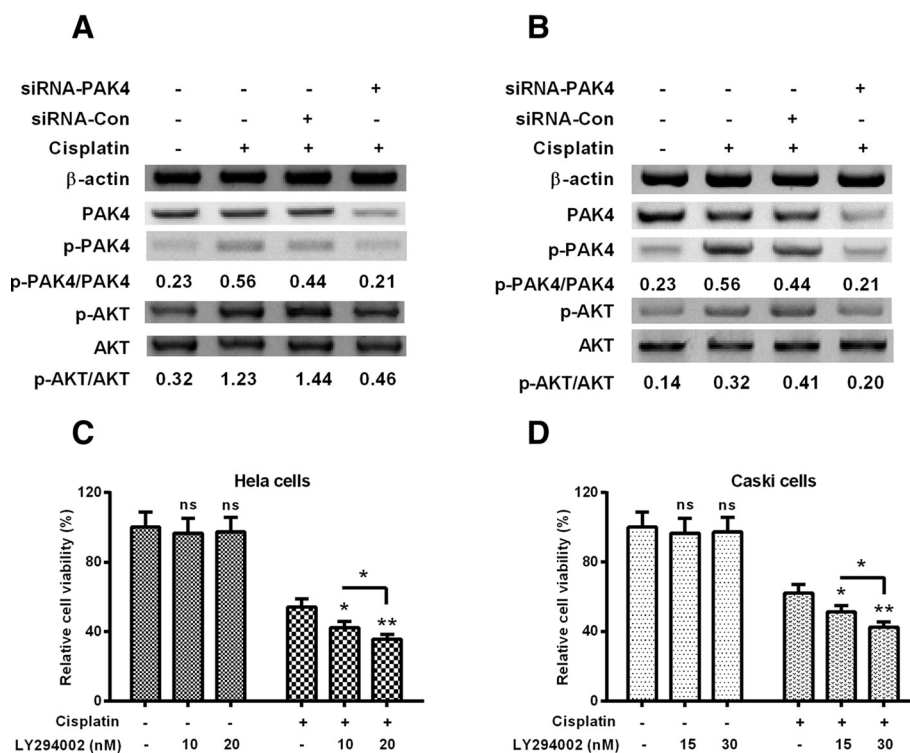 A
siRNA-PAK4 - - - +
siRNA-Con - - + -
Cisplatin - + + +
β-actin
PAK4
p-PAK4
p-PAK4/PAK4 0.23 0.56 0.44 0.21
p-AKT
AKT
p-AKT/AKT 0.32 1.23 1.44 0.46
B
siRNA-PAK4 - - - +
siRNA-Con - - + -
Cisplatin - + + +
β-actin
PAK4
p-PAK4
p-PAK4/PAK4 0.23 0.56 0.44 0.21
p-AKT
AKT
p-AKT/AKT 0.14 0.32 0.41 0.20
C
Hela cells
Relative cell viability (%)
120
80
40
0
ns ns
*
* **
Cisplatin - - - + + +
LY294002 (nM) - 10 20 - 10 20
D
Caski cells
Relative cell viability (%)
120
80
40
0
ns ns
*
* **
Cisplatin - - - + + +
LY294002 (nM) - 15 30 - 15 30